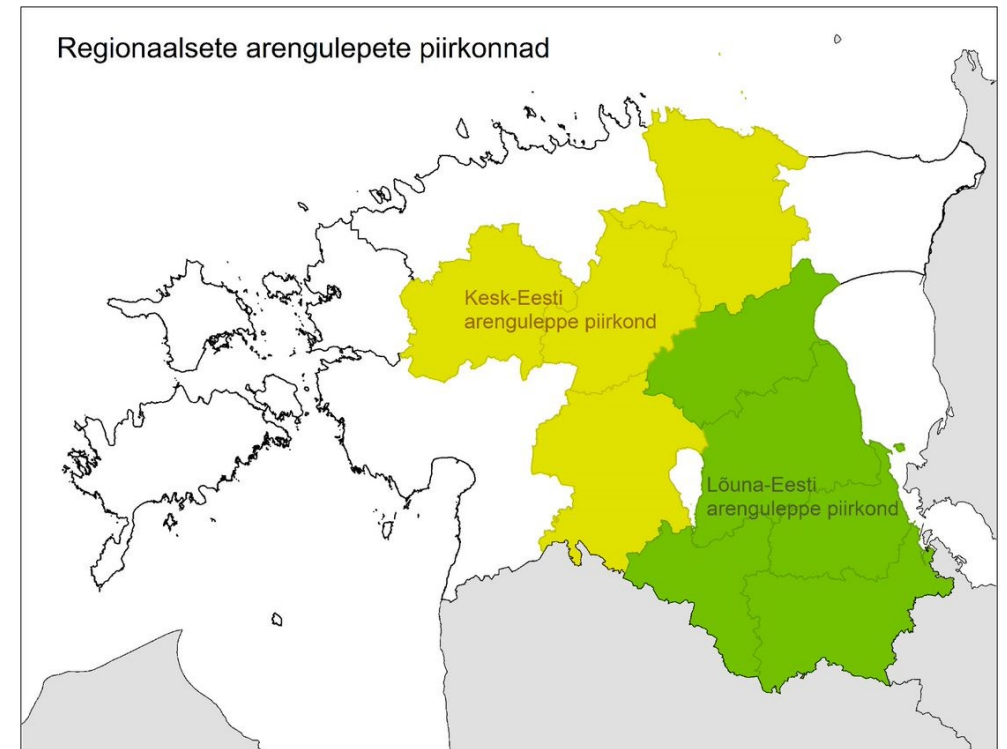 Regionaalsete arengulepete piirkonnad
Kesk-Eesti
arenguleppe piirkond
Lõuna-Eesti
arenguleppe piirkond